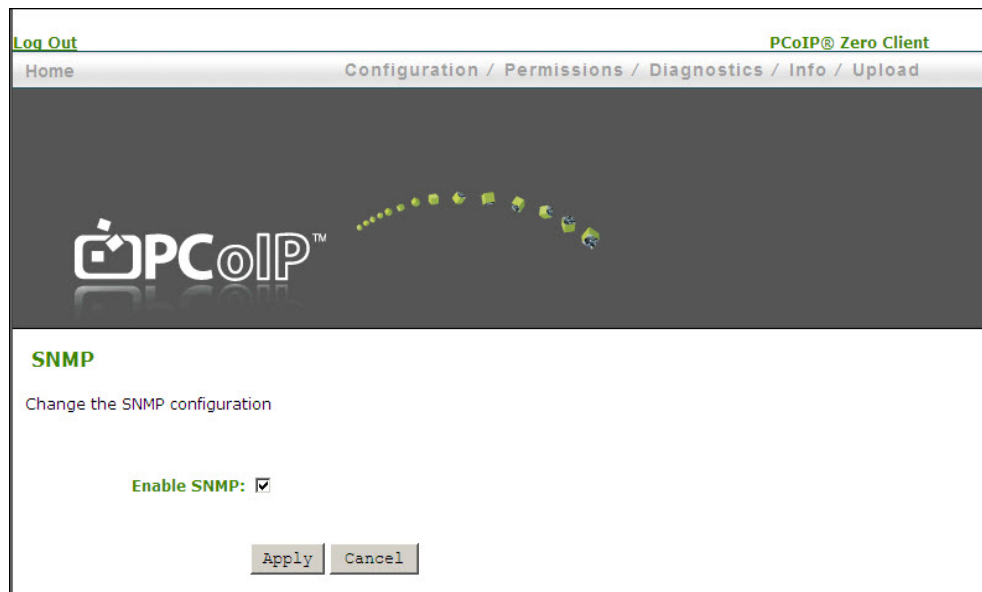 Log Out PCoIP® Zero Client
Home Configuration / Permissions / Diagnostics / Info / Upload
PCoIP™
SNMP
Change the SNMP configuration
Enable SNMP:
Apply Cancel